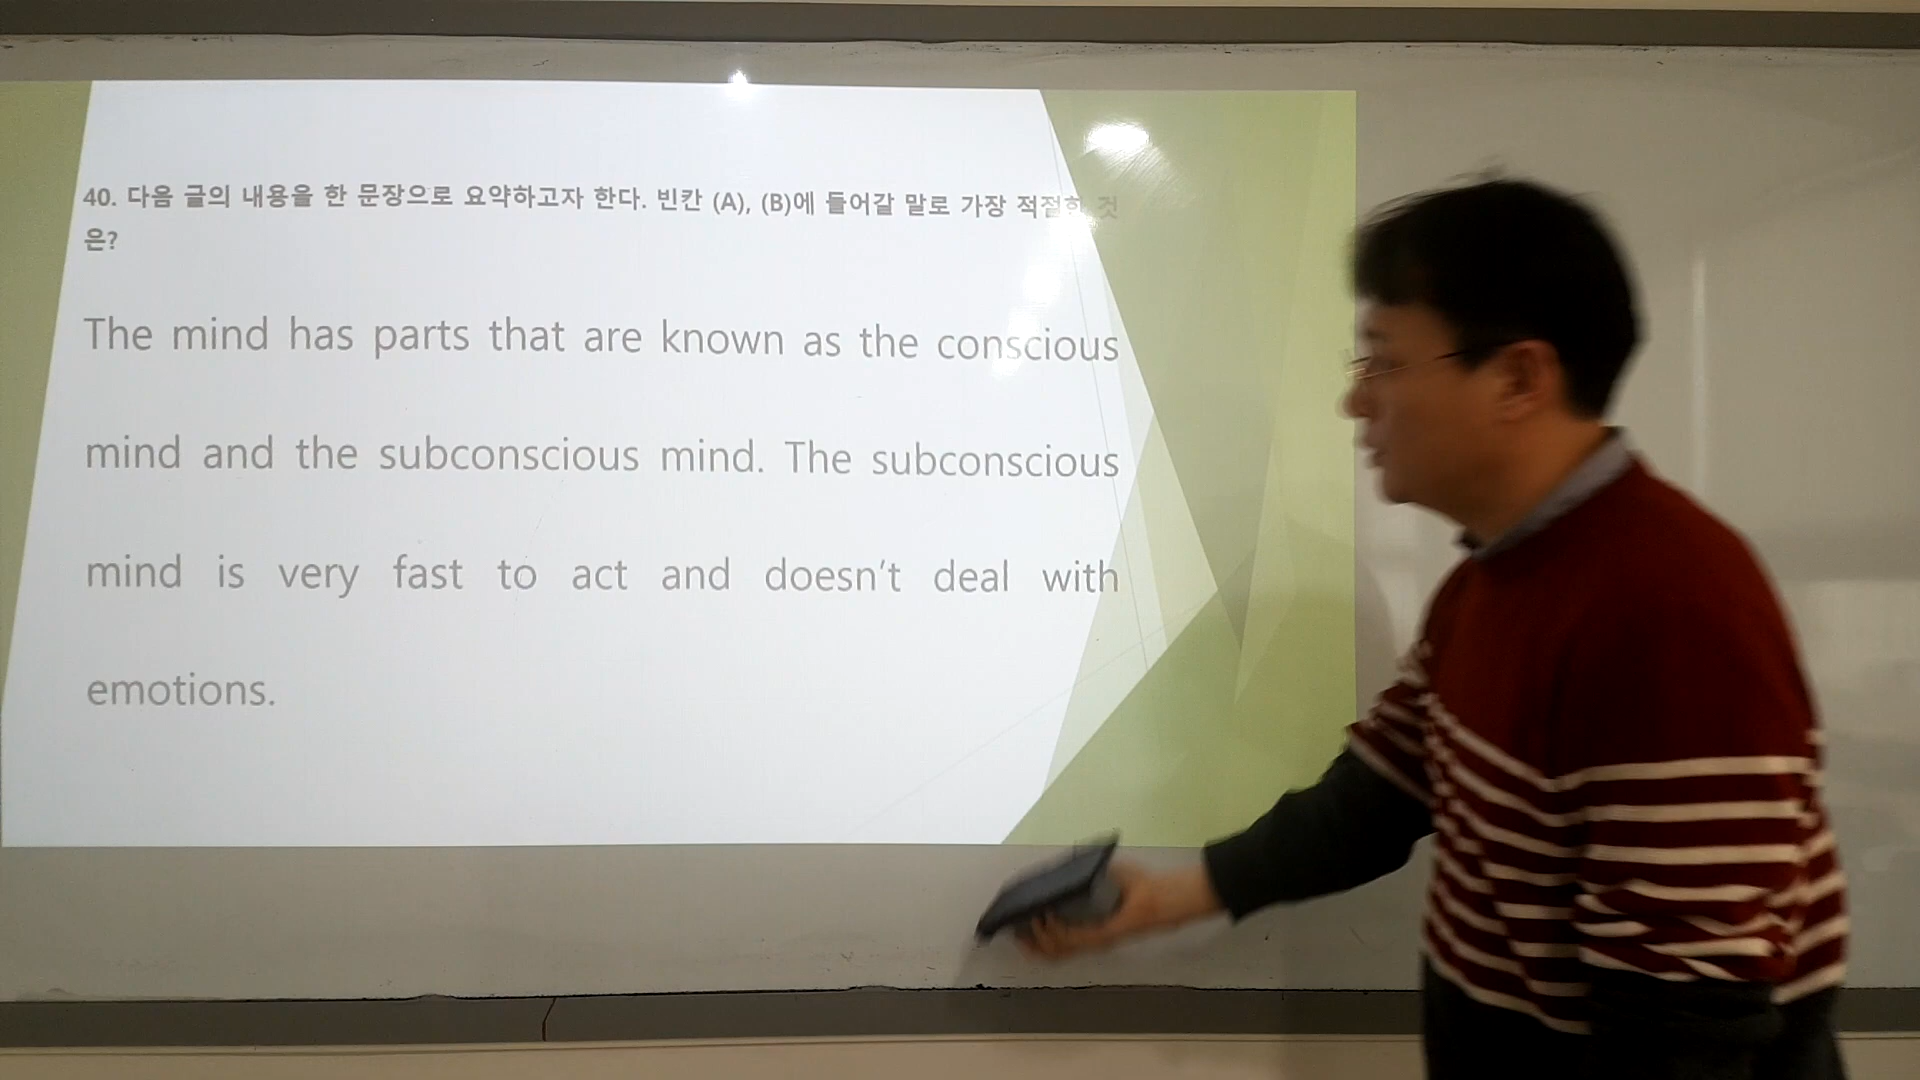 40. 다음 글의 내용을 한 문장으로 요약하고자 한다. 빈칸 (A), (B)에 들어갈 말로 가장 적절한 것
은?
The mind has parts that are known as the conscious
mind and the subconscious mind. The subconscious
mind is very fast to act and doesn't deal with
emotions.